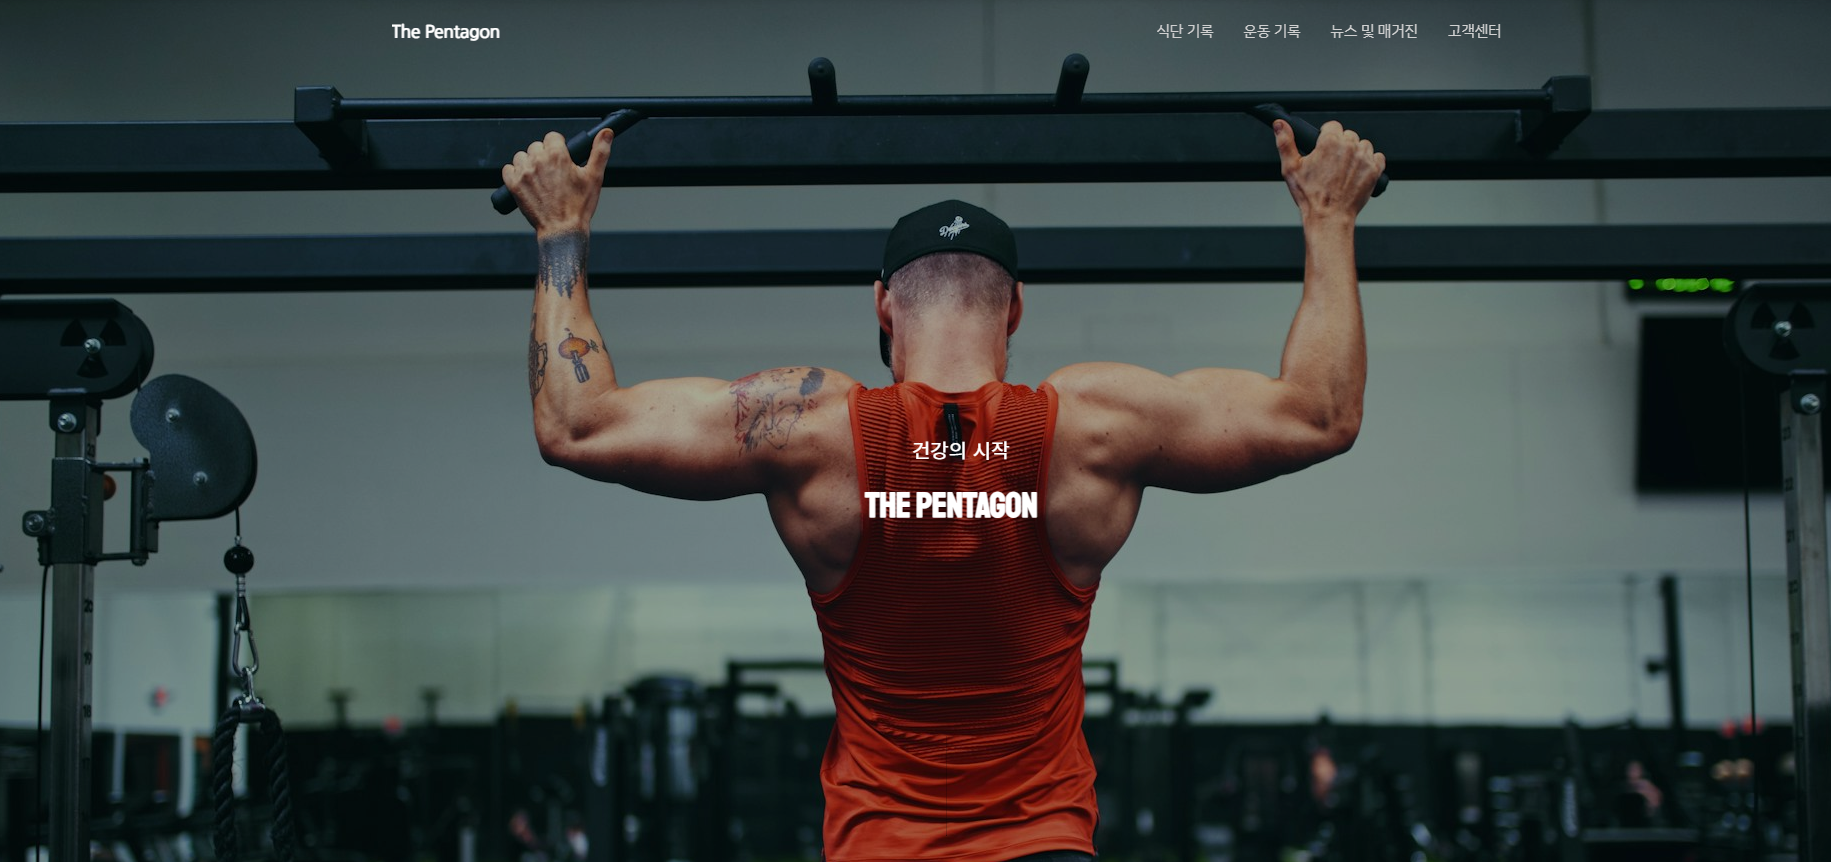 The Pentagon
식단 기록 운동 기록 뉴스 및 매거진 고객센터
Dodgers
건강의 시작
THE PENTAGON